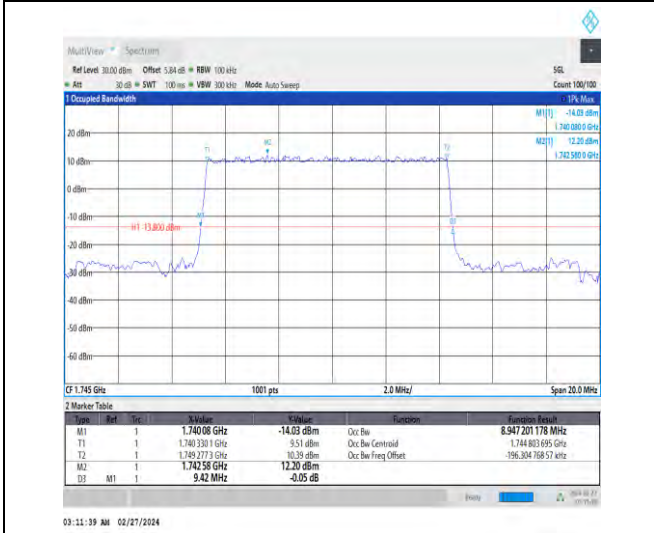 MultiView Spectrum
Ref Level 30.00 dBm Offset 5.84 dB RBW 100 kHz SGL
Att 30 dB SWT 100 ms VBW 300 kHz Mode Auto Sweep Count 100/100
1 Occupied Bandwidth 1Pk Max
M1[1] -14.03 dBm
1.740 080 0 GHz
M2[1] 12.20 dBm
1.742 580 0 GHz
20 dBm
10 dBm
0 dBm
-10 dBm
-20 dBm
-30 dBm
-40 dBm
-50 dBm
-60 dBm
T1
M2
T2
M1
H1 -13.800 dBm
CF 1.745 GHz 1001 pts 2.0 MHz/ Span 20.0 MHz
2 Marker Table
Type Ref Trc X-Value Y-Value Function Function Result
M1 1 1.740 08 GHz -14.03 dBm Occ Bw 8.947 201 178 MHz
T1 1 1.740 330 1 GHz 9.51 dBm Occ Bw Centroid 1.744 803 695 GHz
T2 1 1.749 277 3 GHz 10.39 dBm Occ Bw Freq Offset -196.304 768 57 kHz
M2 1 1.742 58 GHz 12.20 dBm
D3 M1 1 9.42 MHz -0.05 dB
03:11:39 AM 02/27/2024